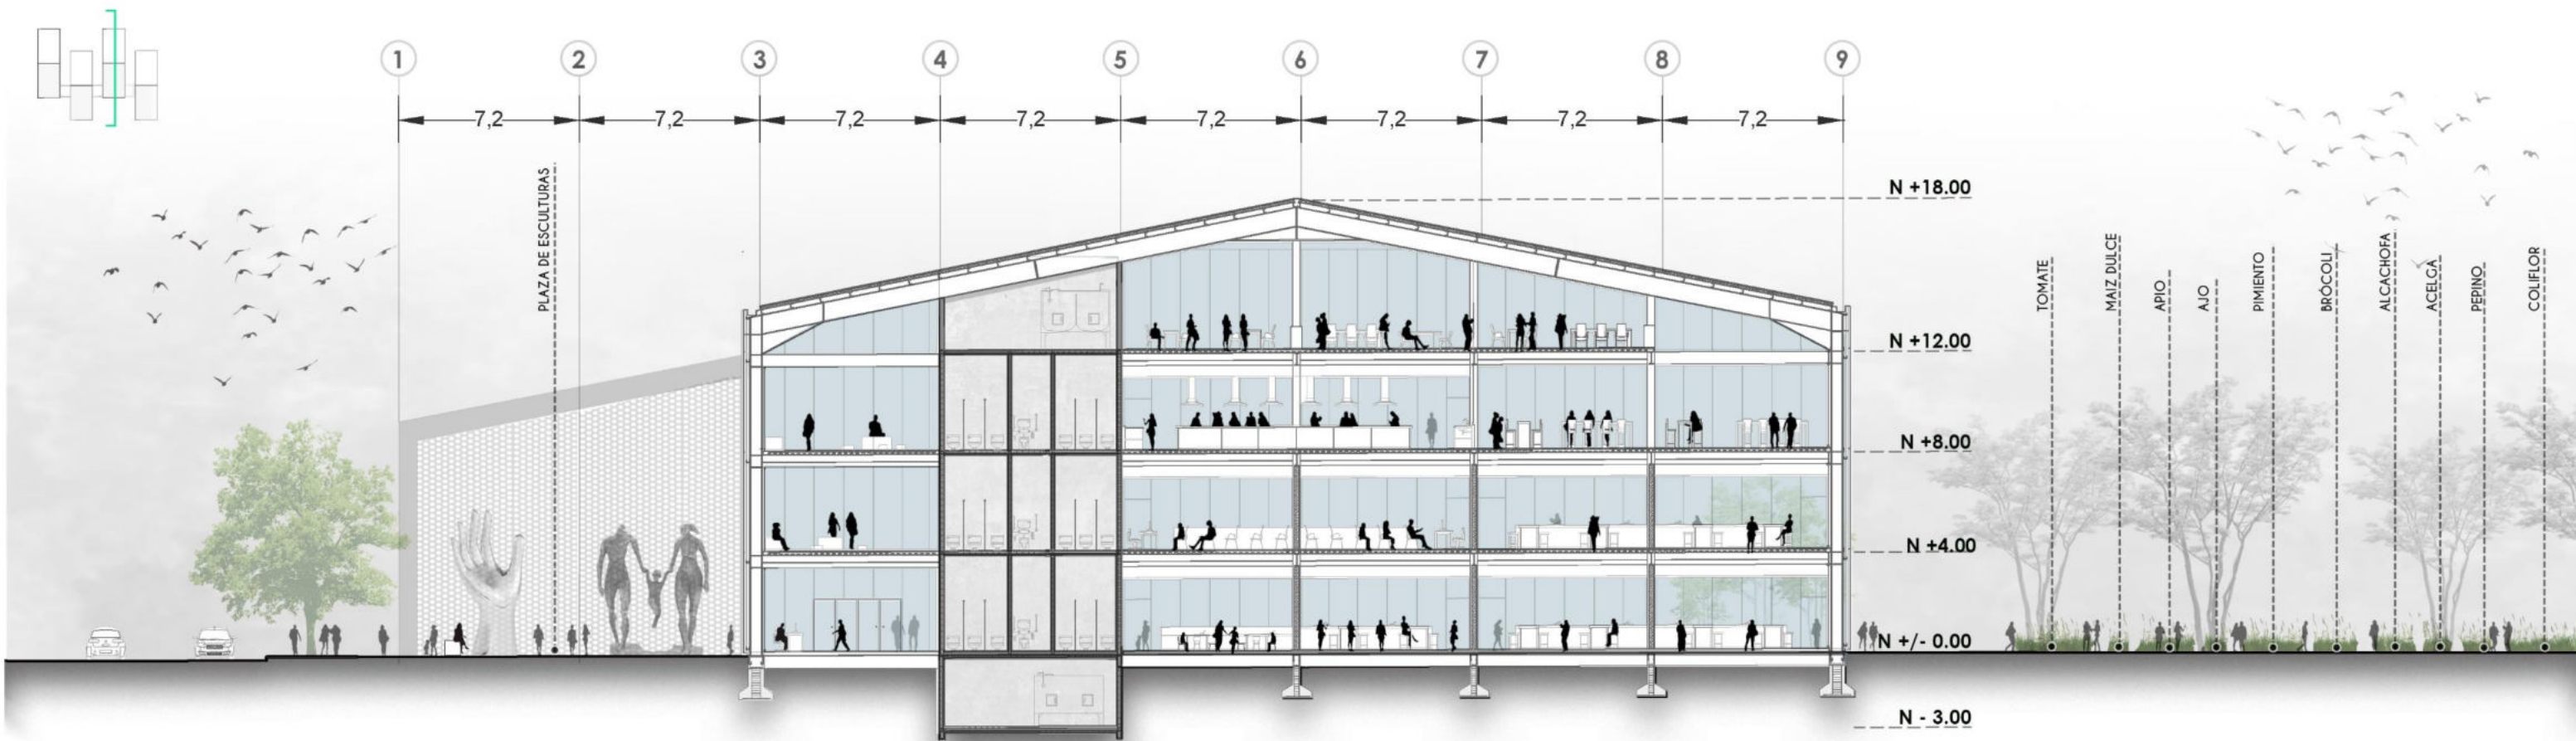 1 2 3 4 5 6 7 8 9
7,2 7,2 7,2 7,2 7,2 7,2 7,2 7,2
PLAZA DE ESCULTURAS
N +18.00
N +12.00
N +8.00
N +4.00
N +/- 0.00
N - 3.00
TOMATE
MAIZ DULCE
APIO
AJO
PIMIENTO
BRÓCOLI
ALCACHOFA
ACELGA
PEPINO
COLIFLOR